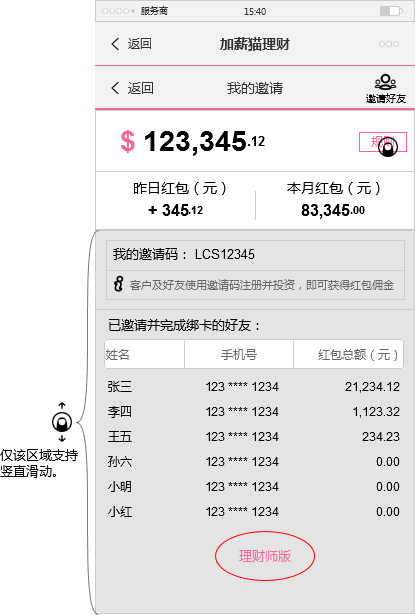 服务商 15:40
返回 加薪猫理财
返回 我的邀请 邀请好友
$ 123,345.12 规则
昨日红包（元） 本月红包（元）
+ 345.12 83,345.00
我的邀请码： LCS12345
客户及好友使用邀请码注册并投资，即可获得红包佣金
已邀请并完成绑卡的好友：
姓名 手机号 红包总额（元）
张三 123 **** 1234 21,234.12
李四 123 **** 1234 1,123.32
王五 123 **** 1234 234.23
孙六 123 **** 1234 0.00
小明 123 **** 1234 0.00
小红 123 **** 1234 0.00
理财师版
仅该区域支持
竖直滑动。